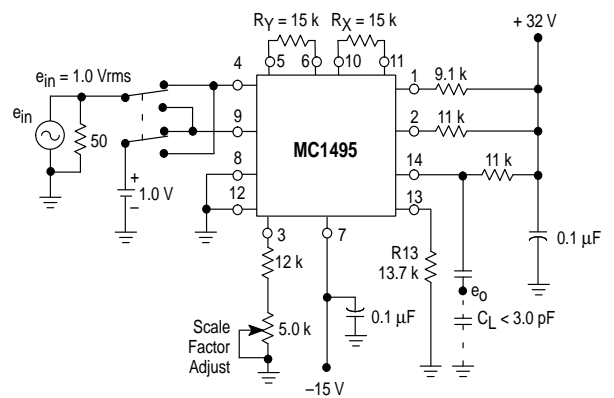 RY = 15 k
RX = 15 k
+ 32 V
4
5
6
10
11
1
9.1 k
ein = 1.0 Vrms
ein
50
9
2
11 k
MC1495
8
14
11 k
+
1.0 V
–
12
13
3
7
R13
13.7 k
0.1 μF
12 k
eo
Scale
Factor
Adjust
5.0 k
0.1 μF
CL < 3.0 pF
–15 V